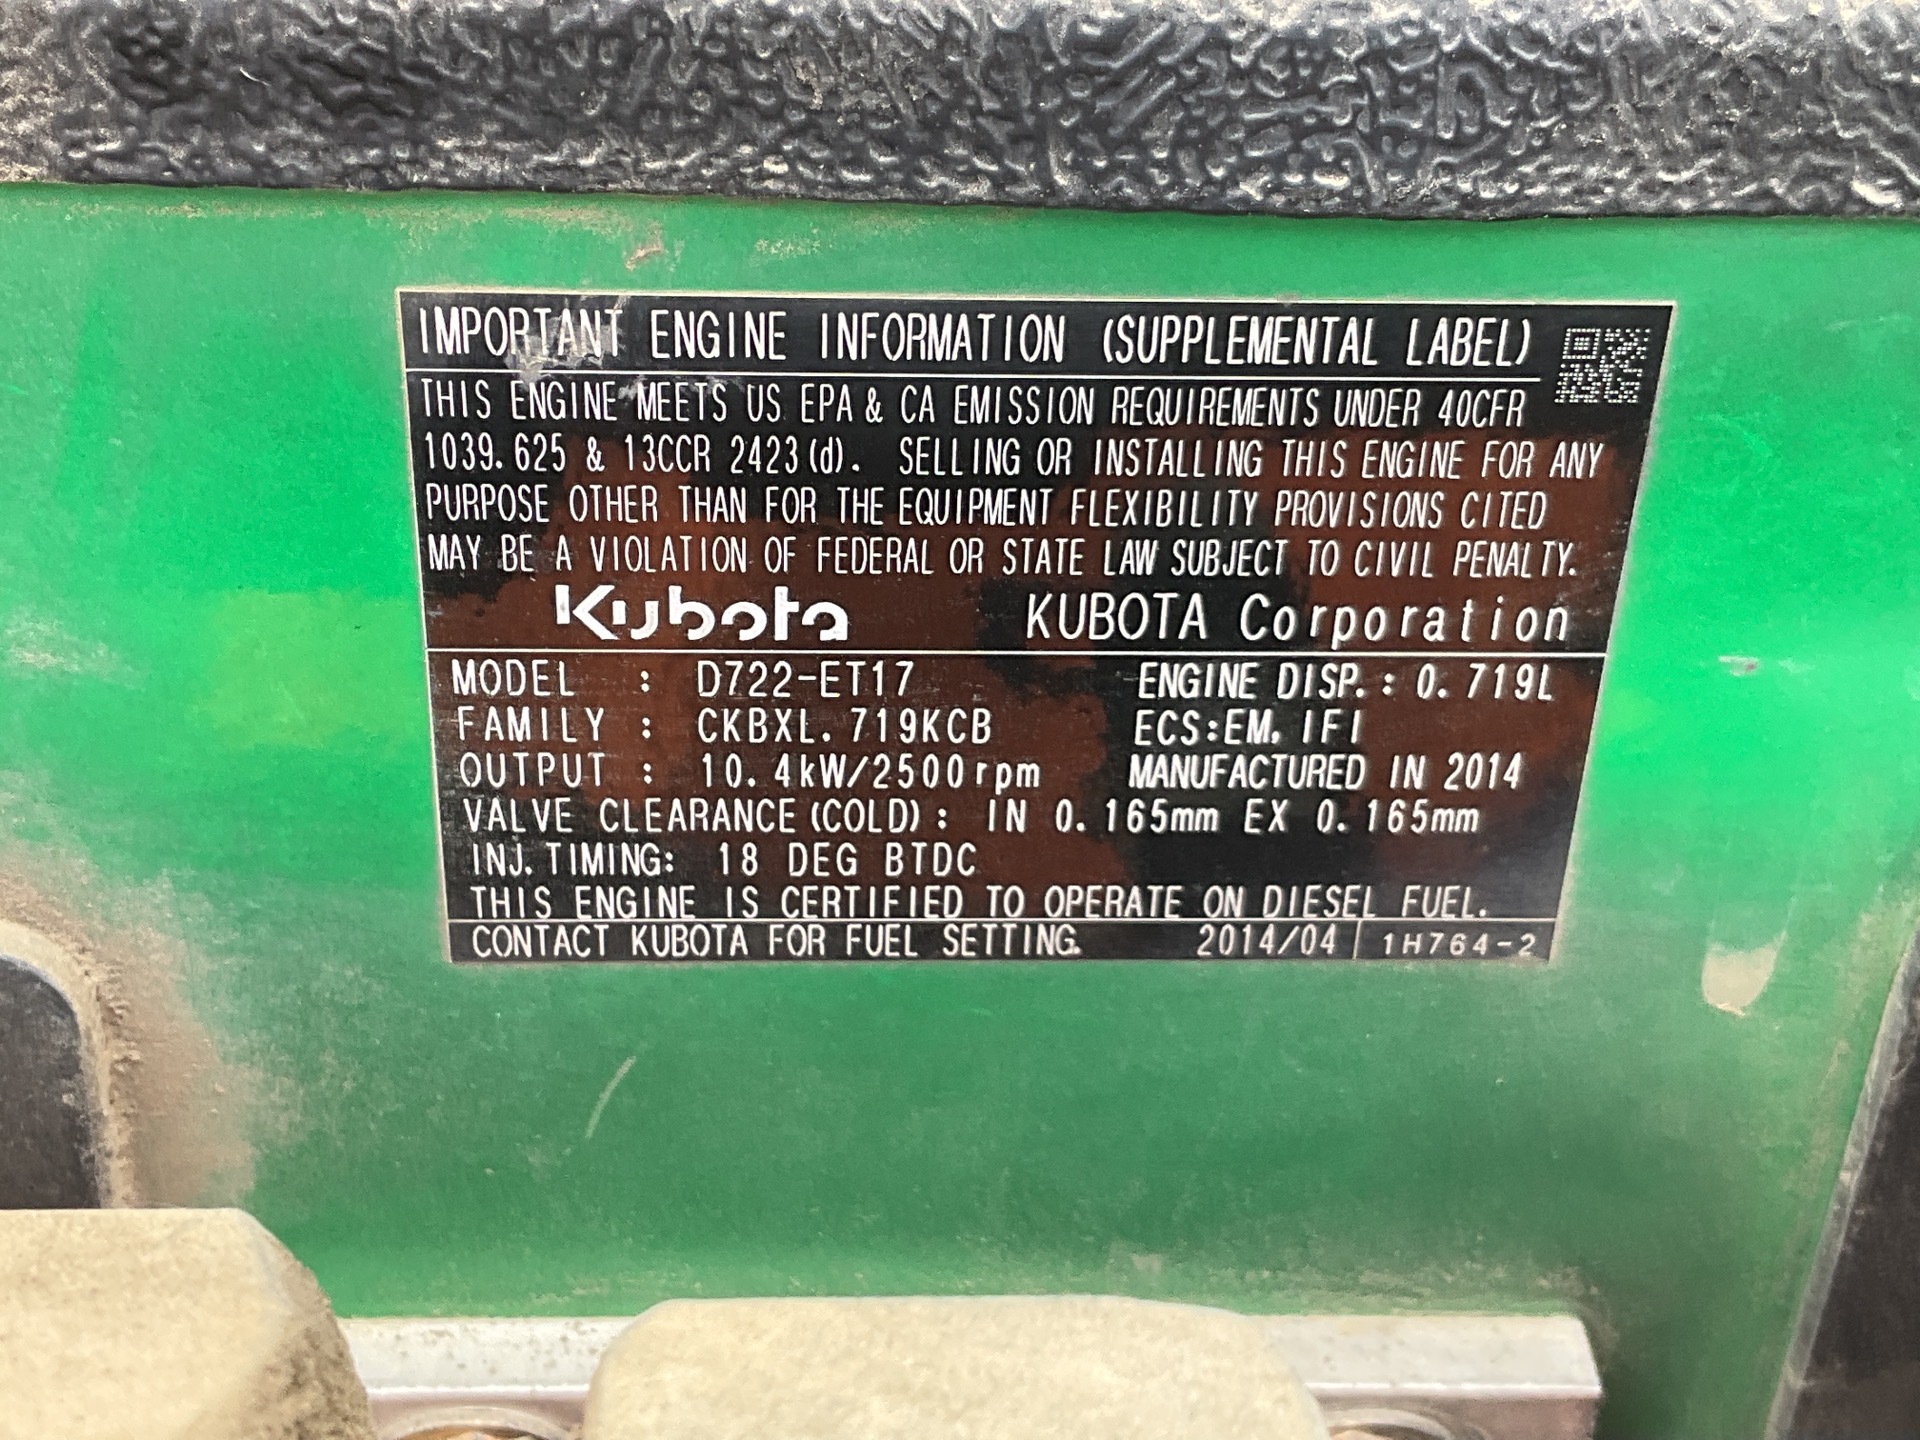 IMPORTANT ENGINE INFORMATION (SUPPLEMENTAL LABEL)
THIS ENGINE MEETS US EPA & CA EMISSION REQUIREMENTS UNDER 40CFR
1039.625 & 13CCR 2423(d). SELLING OR INSTALLING THIS ENGINE FOR ANY
PURPOSE OTHER THAN FOR THE EQUIPMENT FLEXIBILITY PROVISIONS CITED
MAY BE A VIOLATION OF FEDERAL OR STATE LAW SUBJECT TO CIVIL PENALTY.
Kubota KUBOTA Corporation
MODEL : D722-ET17 ENGINE DISP.: 0.719L
FAMILY : CKBXL.719KCB ECS:EM, IFI
OUTPUT : 10.4kW/2500rpm MANUFACTURED IN 2014
VALVE CLEARANCE(COLD): IN 0.165mm EX 0.165mm
INJ.TIMING: 18 DEG BTDC
THIS ENGINE IS CERTIFIED TO OPERATE ON DIESEL FUEL.
CONTACT KUBOTA FOR FUEL SETTING. 2014/04 1H764-2